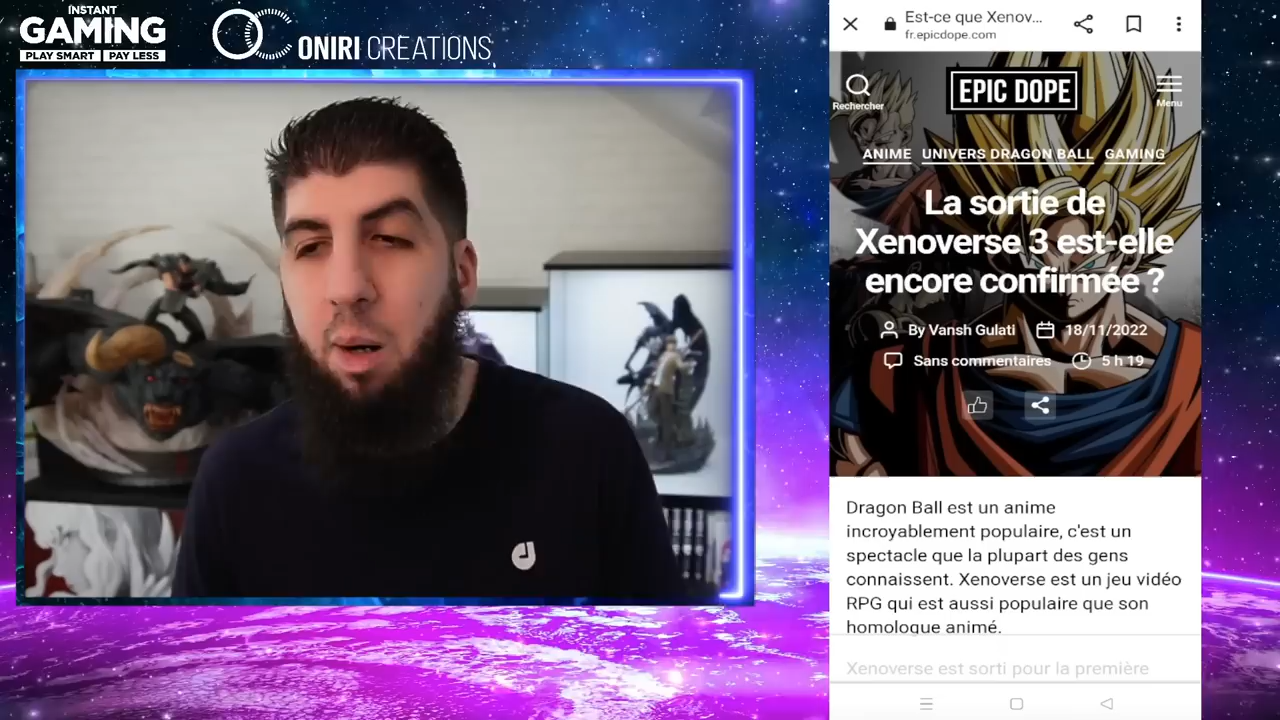 INSTANT
GAMING
PLAY SMART PAY LESS
ONIRI CREATIONS
Est-ce que Xenov...
fr.epicdope.com
Rechercher
EPIC DOPE
Menu
ANIME UNIVERS DRAGON BALL GAMING
La sortie de
Xenoverse 3 est-elle
encore confirmée ?
By Vansh Gulati 18/11/2022
Sans commentaires 5 h 19
Dragon Ball est un anime
incroyablement populaire, c'est un
spectacle que la plupart des gens
connaissent. Xenoverse est un jeu vidéo
RPG qui est aussi populaire que son
homologue animé.
Xenoverse est sorti pour la première